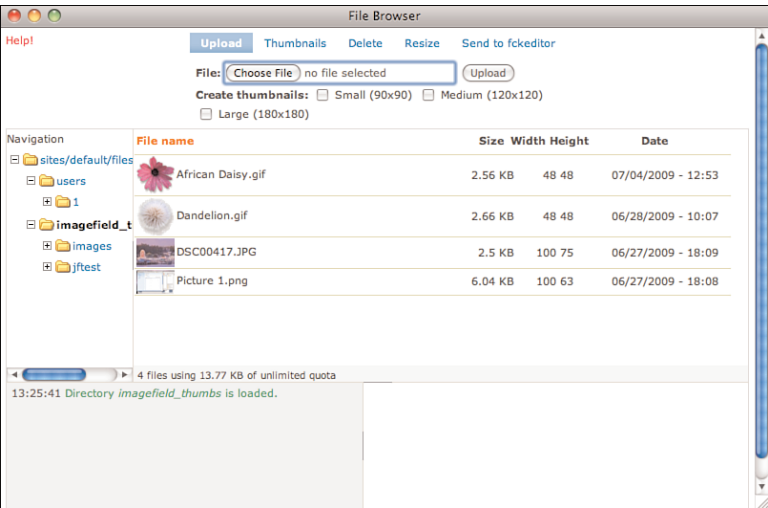 File Browser
Help!
Upload Thumbnails Delete Resize Send to fckeditor
File: Choose File no file selected Upload
Create thumbnails: Small (90x90) Medium (120x120)
Large (180x180)
Navigation
File name Size Width Height Date
sites/default/files
users
1
imagefield_t
images
jftest
African Daisy.gif 2.56 KB 48 48 07/04/2009 - 12:53
Dandelion.gif 2.66 KB 48 48 06/28/2009 - 10:07
DSC00417.JPG 2.5 KB 100 75 06/27/2009 - 18:09
Picture 1.png 6.04 KB 100 63 06/27/2009 - 18:08
4 files using 13.77 KB of unlimited quota
13:25:41 Directory imagefield_thumbs is loaded.